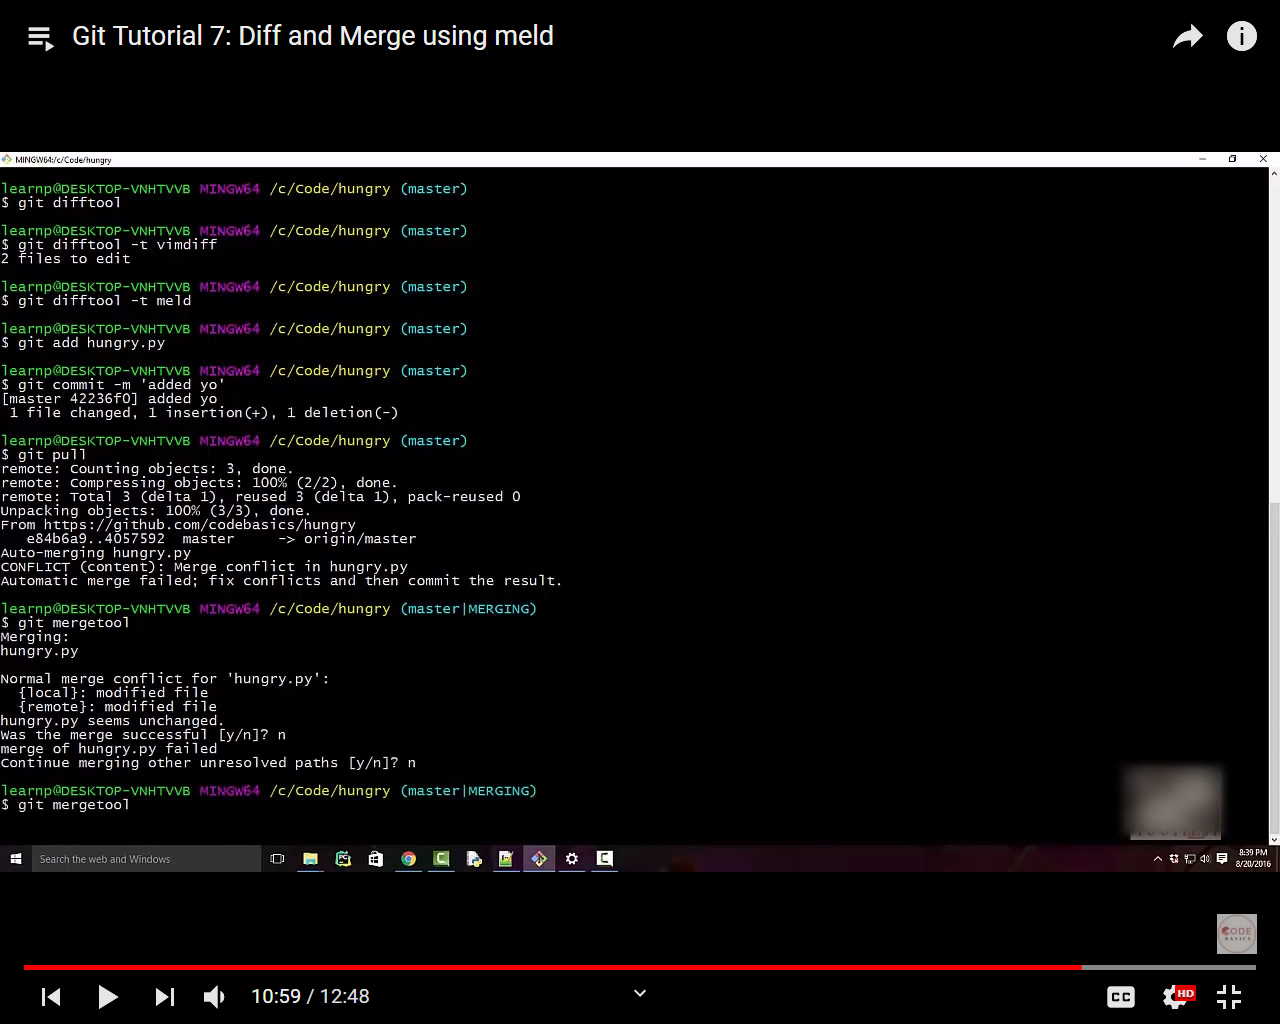 Git Tutorial 7: Diff and Merge using meld
MINGW64:/c/Code/hungry
learnp@DESKTOP-VNHTVVB MINGW64 /c/Code/hungry (master)
$ git difftool
learnp@DESKTOP-VNHTVVB MINGW64 /c/Code/hungry (master)
$ git difftool -t vimdiff
2 files to edit
learnp@DESKTOP-VNHTVVB MINGW64 /c/Code/hungry (master)
$ git difftool -t meld
learnp@DESKTOP-VNHTVVB MINGW64 /c/Code/hungry (master)
$ git add hungry.py
learnp@DESKTOP-VNHTVVB MINGW64 /c/Code/hungry (master)
$ git commit -m 'added yo'
[master 42236f0] added yo
1 file changed, 1 insertion(+), 1 deletion(-)
learnp@DESKTOP-VNHTVVB MINGW64 /c/Code/hungry (master)
$ git pull
remote: Counting objects: 3, done.
remote: Compressing objects: 100% (2/2), done.
remote: Total 3 (delta 1), reused 3 (delta 1), pack-reused 0
Unpacking objects: 100% (3/3), done.
From https://github.com/codebasics/hungry
e84b6a9..4057592 master -> origin/master
Auto-merging hungry.py
CONFLICT (content): Merge conflict in hungry.py
Automatic merge failed; fix conflicts and then commit the result.
learnp@DESKTOP-VNHTVVB MINGW64 /c/Code/hungry (master|MERGING)
$ git mergetool
Merging:
hungry.py
Normal merge conflict for 'hungry.py':
{local}: modified file
{remote}: modified file
hungry.py seems unchanged.
Was the merge successful [y/n]? n
merge of hungry.py failed
Continue merging other unresolved paths [y/n]? n
learnp@DESKTOP-VNHTVVB MINGW64 /c/Code/hungry (master|MERGING)
$ git mergetool
Search the web and Windows
8:39 PM
8/20/2016
CODE
BASICS
10:59 / 12:48
CC
HD